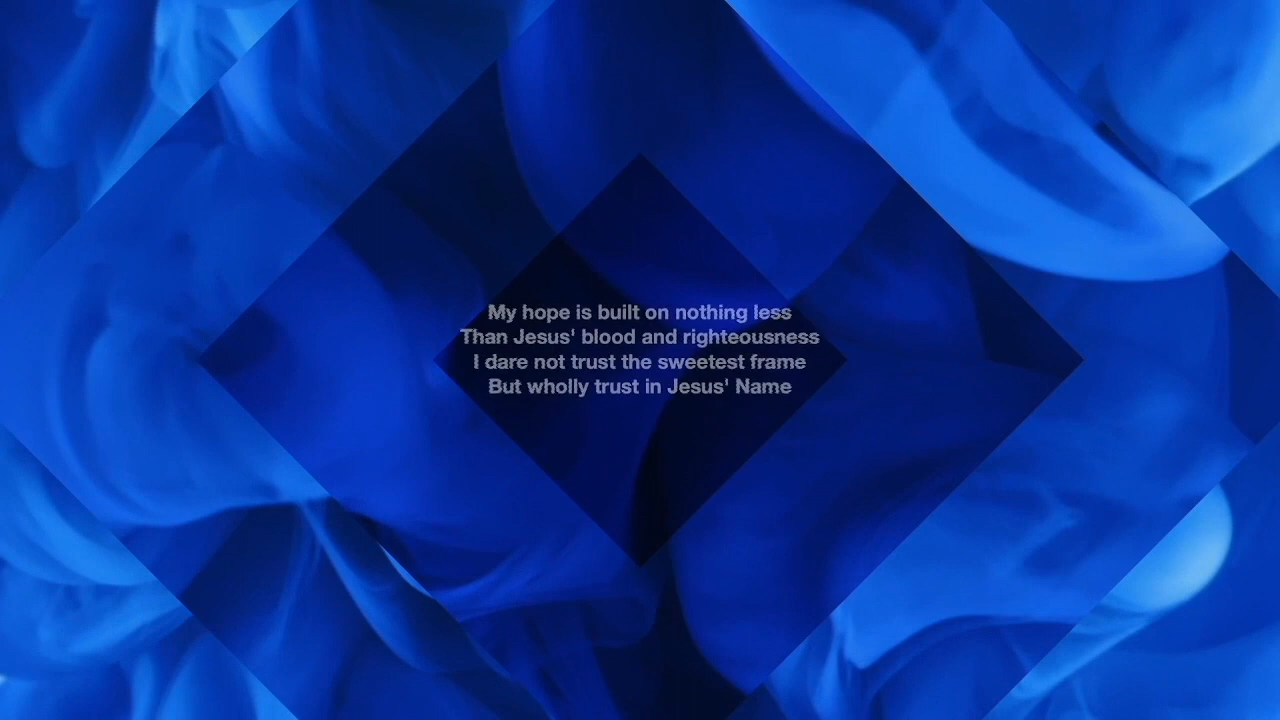 My hope is built on nothing less
Than Jesus' blood and righteousness
I dare not trust the sweetest frame
But wholly trust in Jesus' Name